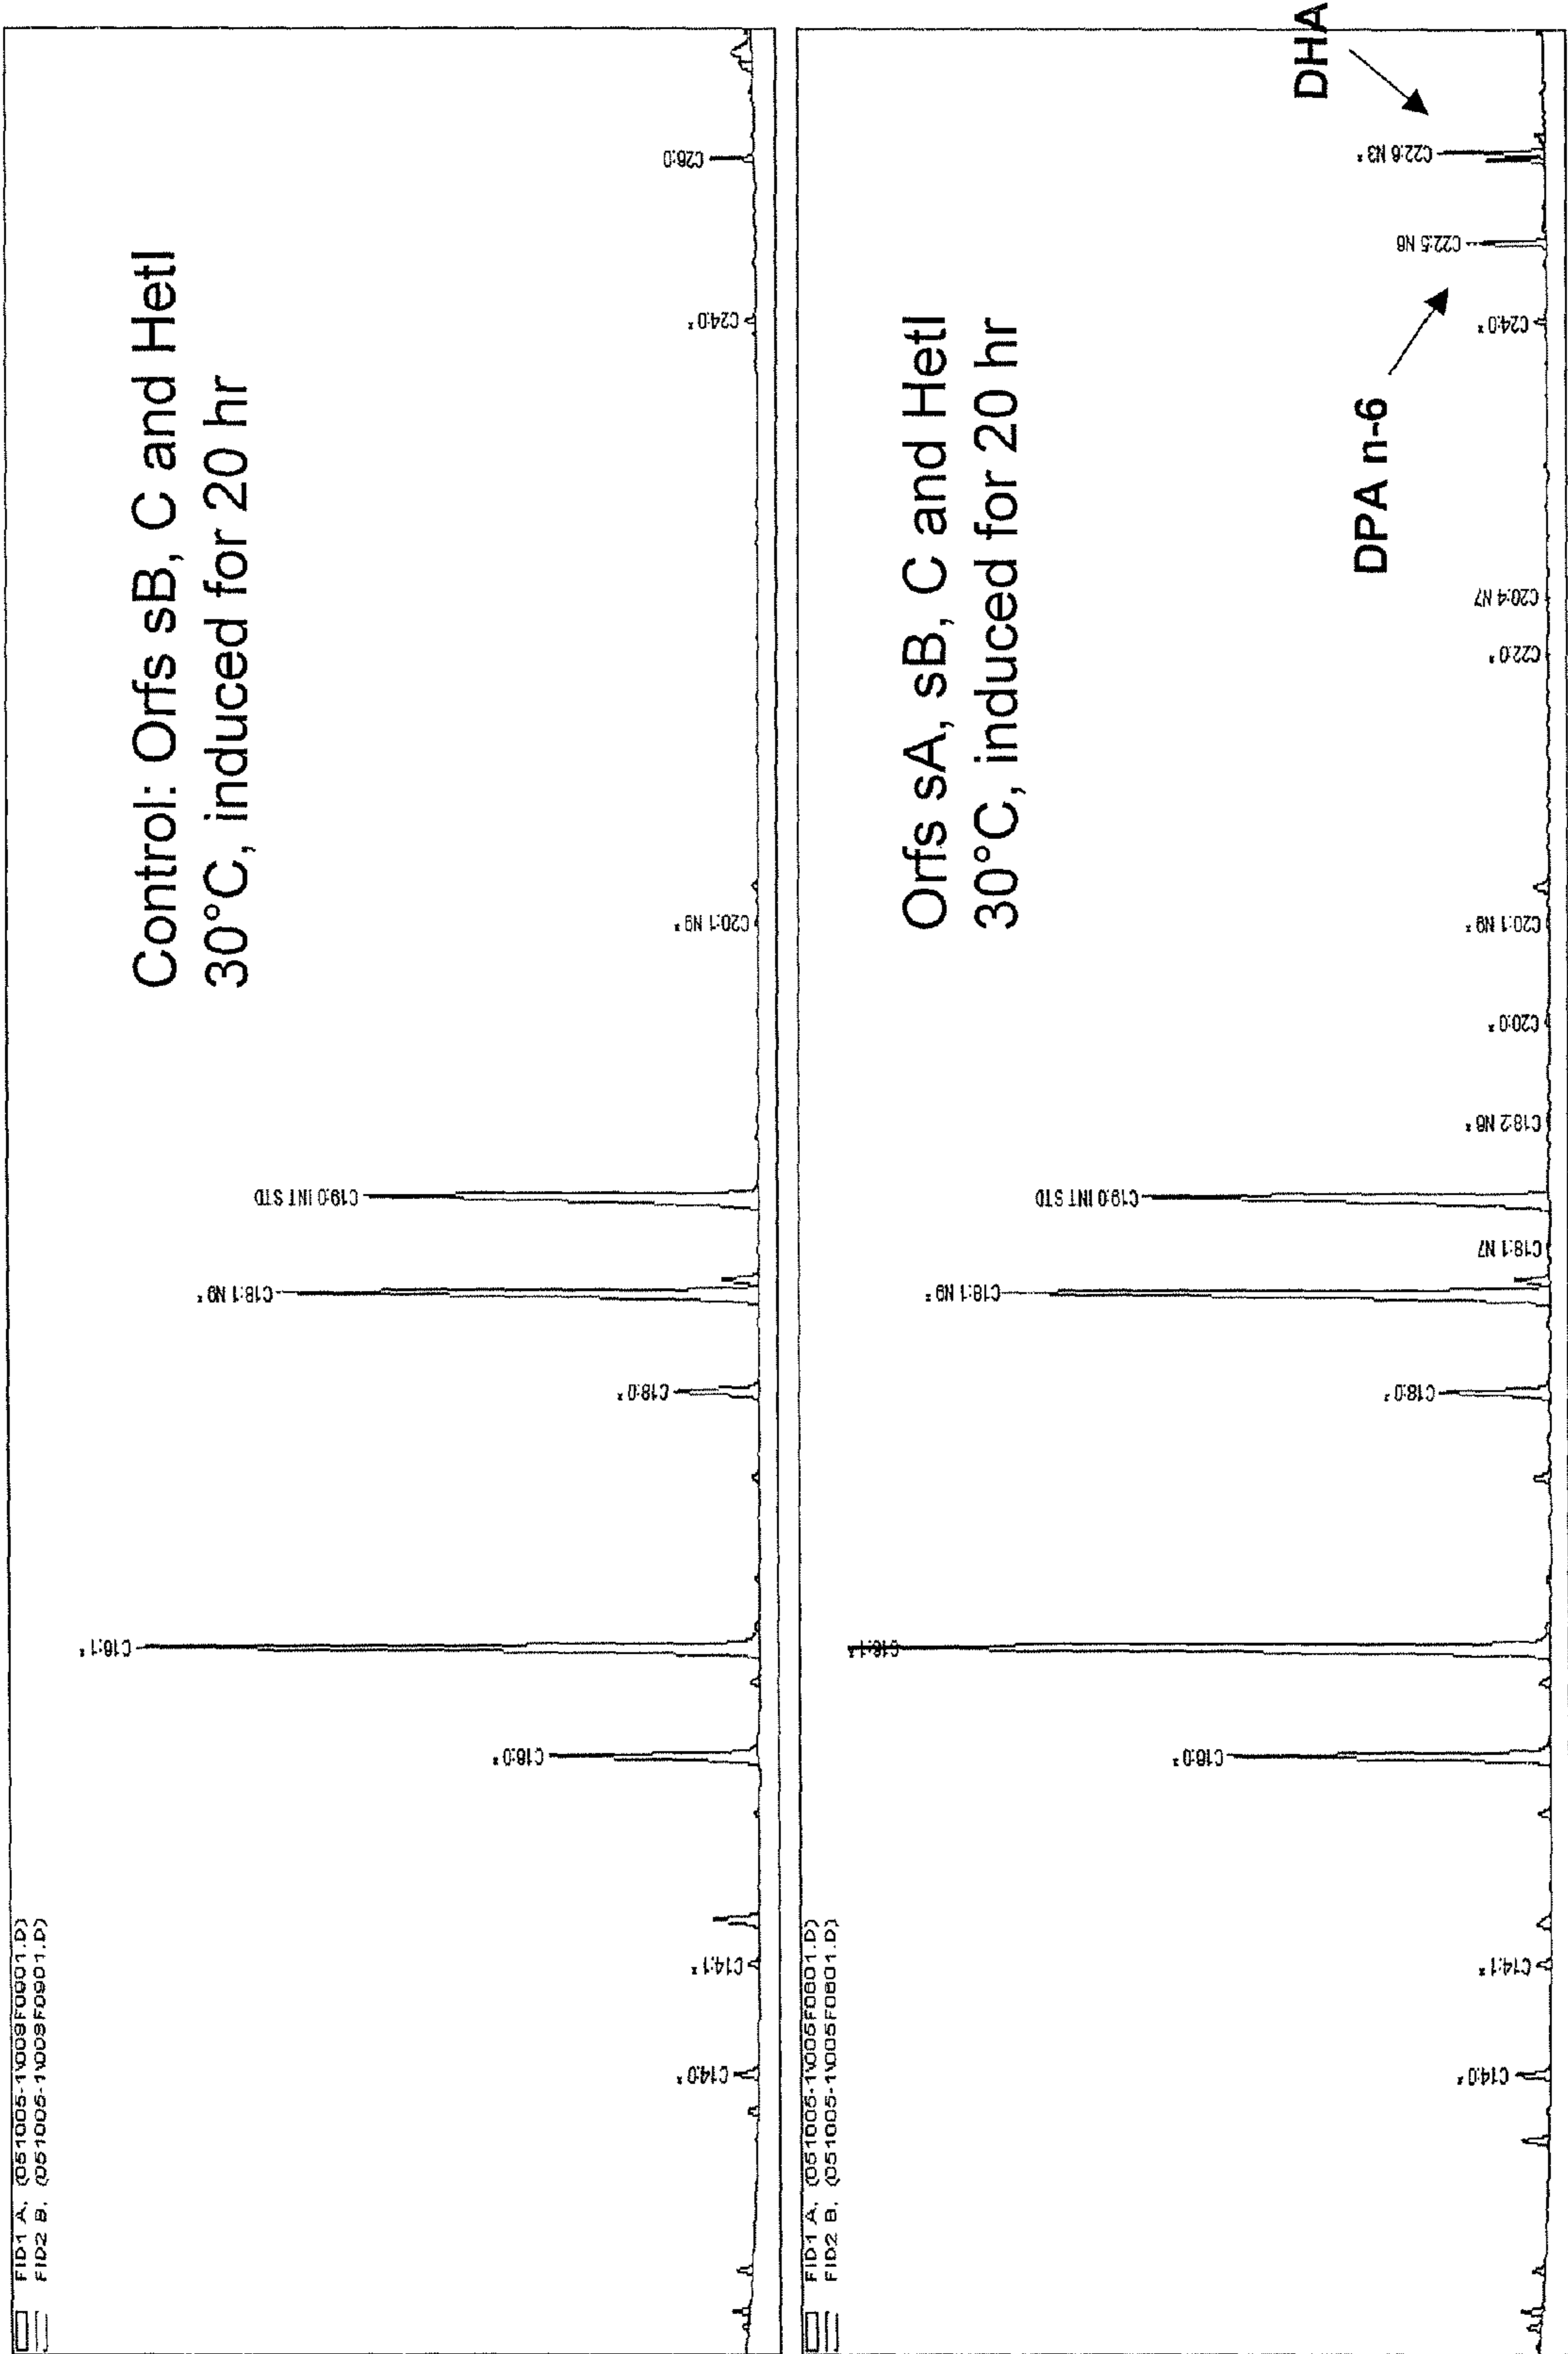 FID1 A, (051005-1\009F0901.D)
FID2 B, (051005-1\009F0901.D)
Control: Orfs sB, C and HetI
30°C, induced for 20 hr
C14:0 *
C14:1 *
C16:0 *
C16:1 *
C18:0 *
C18:1 N9 *
C19:0 INT STD
C20:1 N9 *
C24:0 *
FID1 A, (051005-1\005F0601.D)
FID2 B, (051005-1\005F0601.D)
Orfs sA, sB, C and HetI
30°C, induced for 20 hr
C14:0 *
C14:1 *
C16:0 *
C16:1 *
C18:0 *
C18:1 N9 *
C18:1 N7
C19:0 INT STD
C18:2 N6 *
C20:0 *
C20:1 N9 *
C22:0 *
C20:4 N7
C24:0 *
C22:5 N6
C22:6 N3 *
DPA n-6
DHA